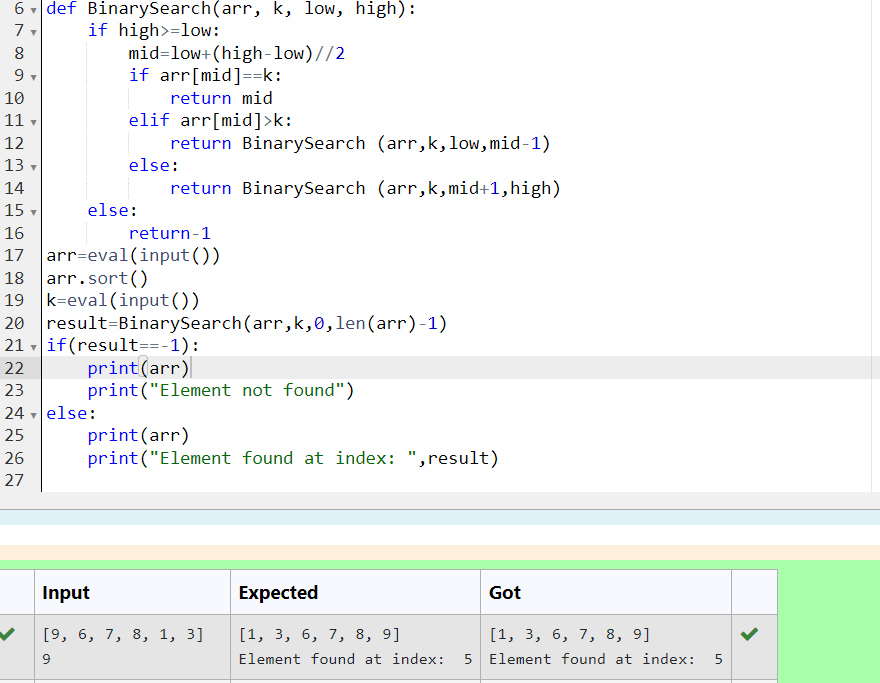 6 def BinarySearch(arr, k, low, high):
7     if high>=low:
8         mid=low+(high-low)//2
9         if arr[mid]==k:
10             return mid
11         elif arr[mid]>k:
12             return BinarySearch (arr,k,low,mid-1)
13         else:
14             return BinarySearch (arr,k,mid+1,high)
15     else:
16         return-1
17 arr=eval(input())
18 arr.sort()
19 k=eval(input())
20 result=BinarySearch(arr,k,0,len(arr)-1)
21 if(result==-1):
22     print(arr)
23     print("Element not found")
24 else:
25     print(arr)
26     print("Element found at index: ",result)
27
Input Expected Got
[9, 6, 7, 8, 1, 3] [1, 3, 6, 7, 8, 9] [1, 3, 6, 7, 8, 9]
9 Element found at index:  5 Element found at index:  5